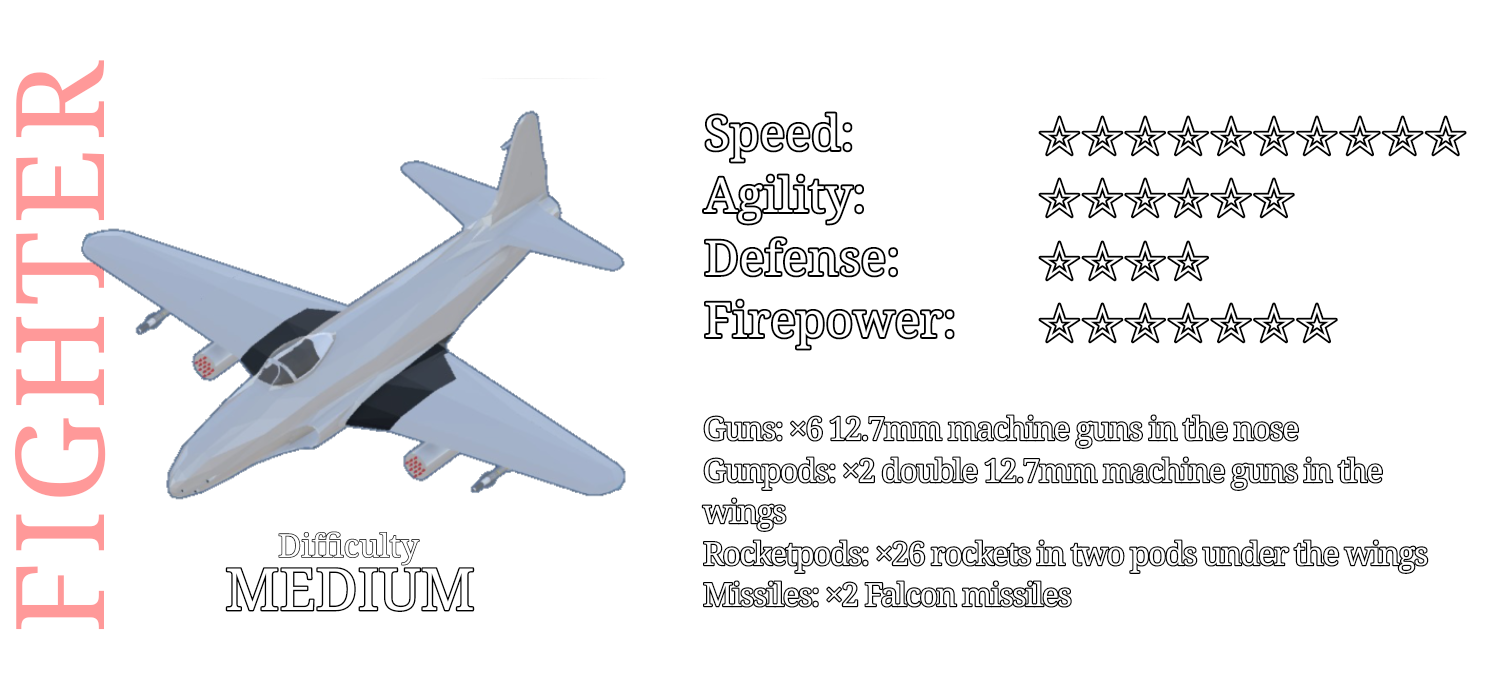 FIGHTER
Difficulty
MEDIUM
Speed: ☆☆☆☆☆☆☆☆☆☆
Agility: ☆☆☆☆☆☆
Defense: ☆☆☆☆
Firepower: ☆☆☆☆☆☆☆
Guns: ×6 12.7mm machine guns in the nose
Gunpods: ×2 double 12.7mm machine guns in the
wings
Rocketpods: ×26 rockets in two pods under the wings
Missiles: ×2 Falcon missiles